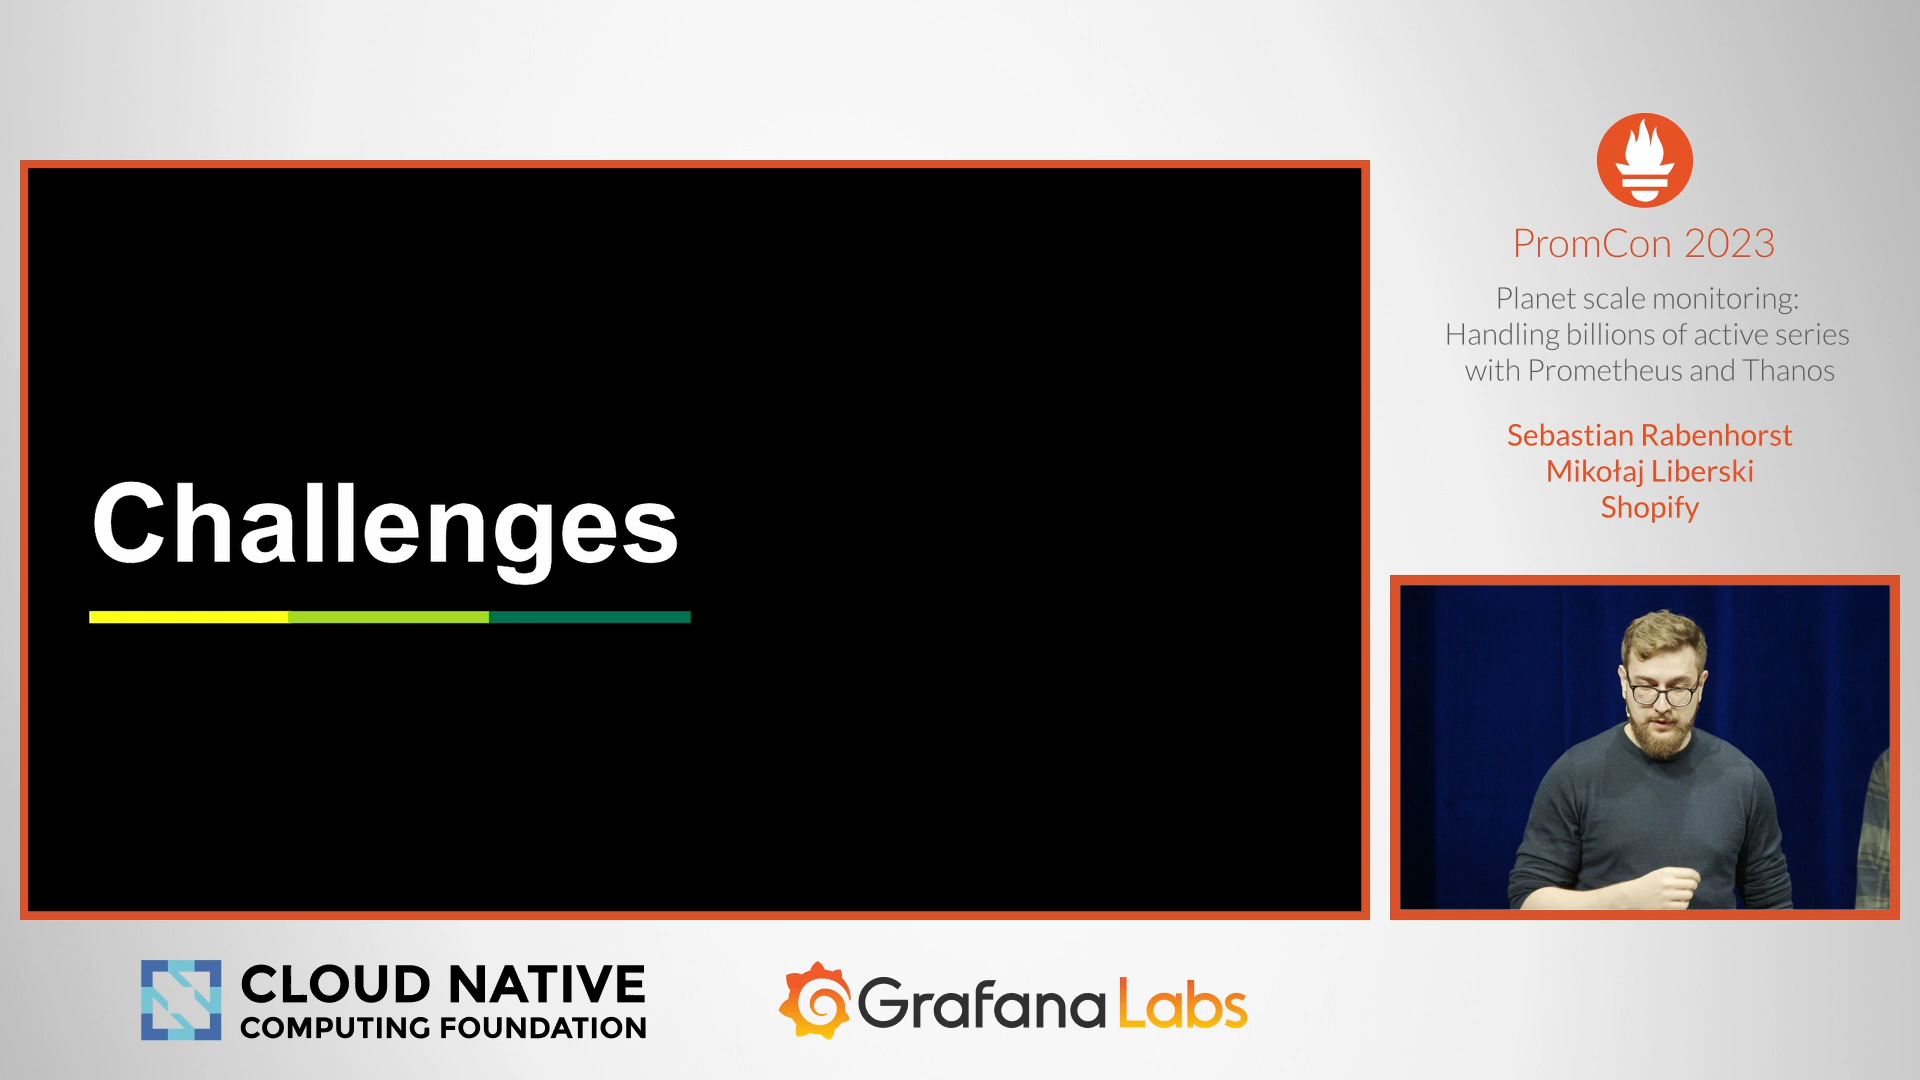 Challenges
PromCon 2023
Planet scale monitoring:
Handling billions of active series
with Prometheus and Thanos
Sebastian Rabenhorst
Mikołaj Liberski
Shopify
CLOUD NATIVE
COMPUTING FOUNDATION
Grafana Labs